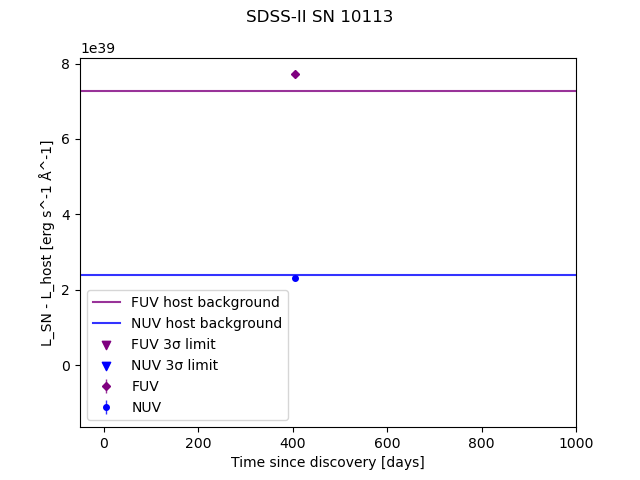 SDSS-II SN 10113
1e39
8
6
4
2
0
L_SN - L_host [erg s^-1 Å^-1]
FUV host background
NUV host background
FUV 3σ limit
NUV 3σ limit
FUV
NUV
0 200 400 600 800 1000
Time since discovery [days]